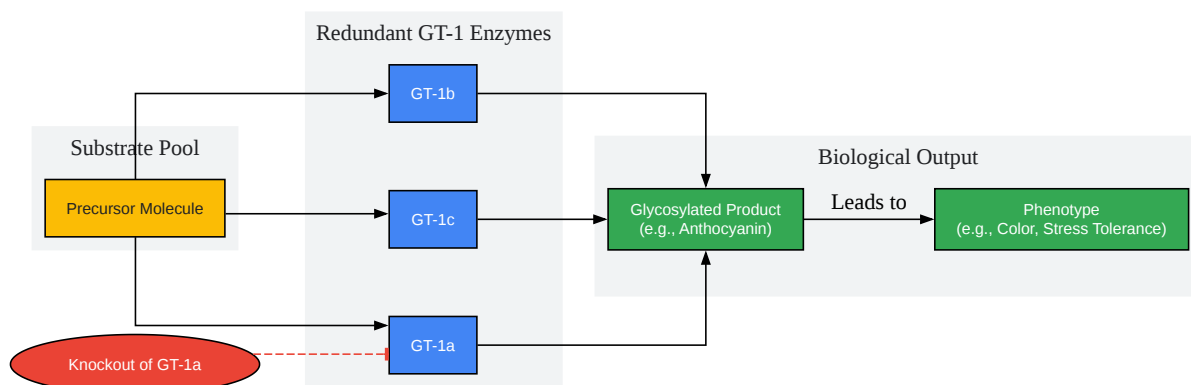 Redundant GT-1 Enzymes
GT-1b
Substrate Pool
Precursor Molecule
GT-1c
Biological Output
Glycosylated Product
(e.g., Anthocyanin)
Leads to
Phenotype
(e.g., Color, Stress Tolerance)
GT-1a
Knockout of GT-1a